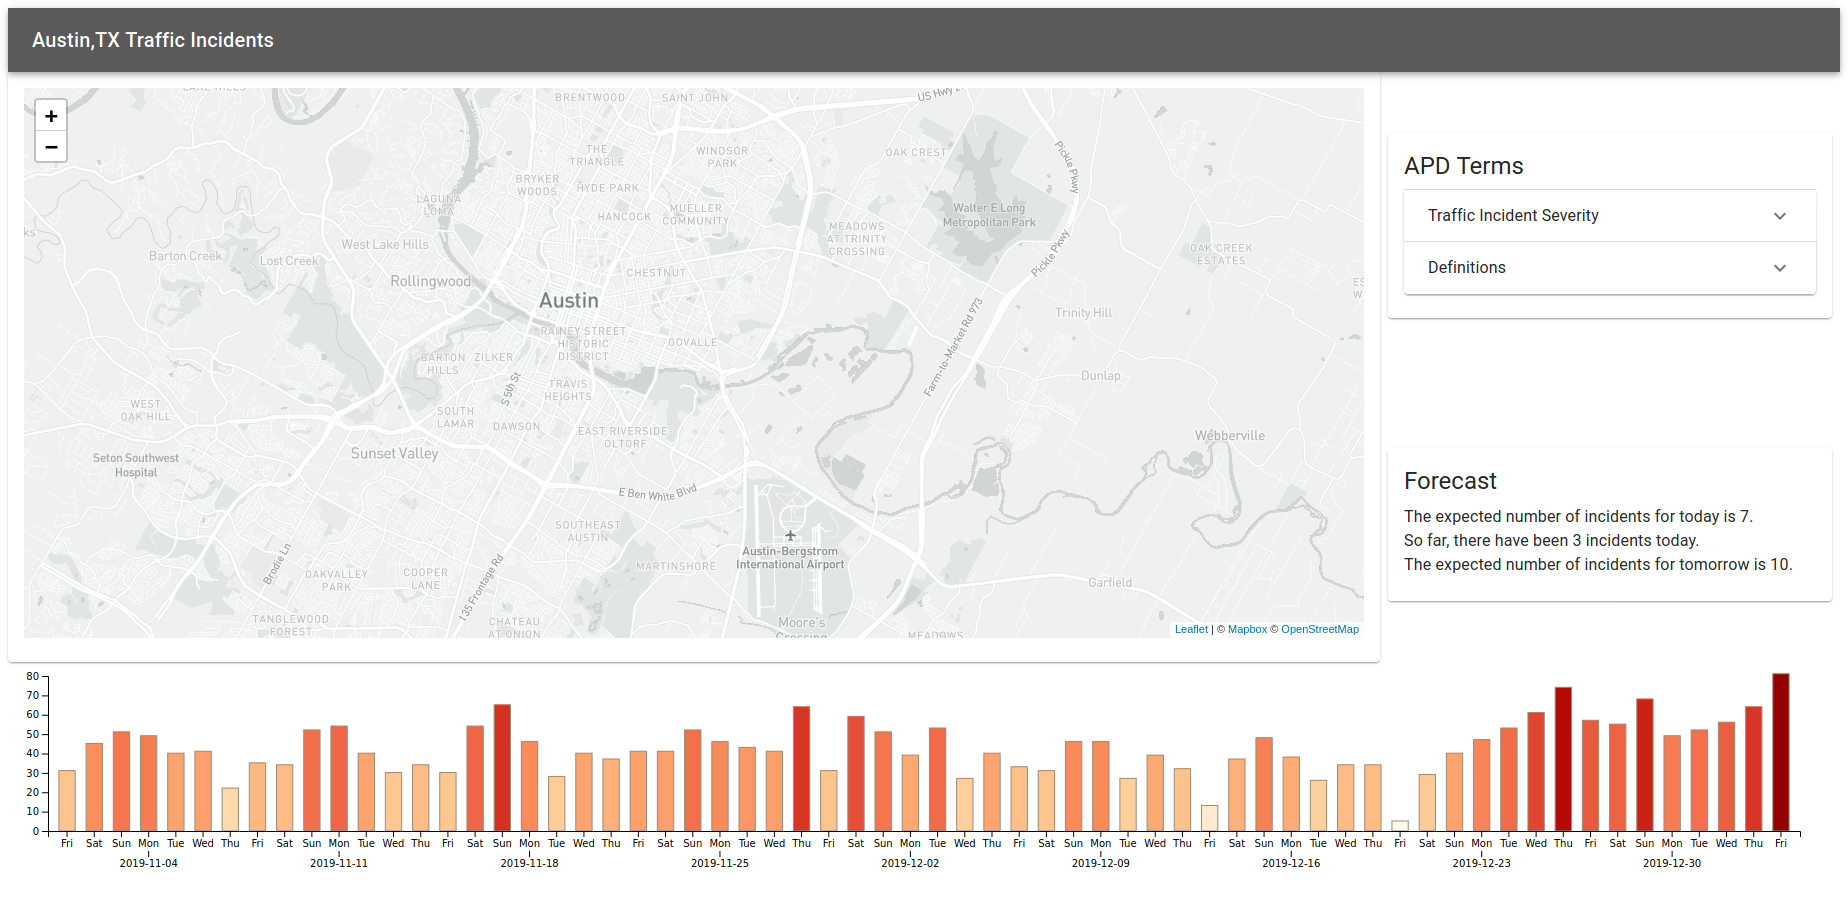 Austin,TX Traffic Incidents
+
−
BRENTWOOD
SAINT JOHN
US Hwy
THE
TRIANGLE
WINDSOR
PARK
OAK CREST
Pickle Pkwy
BRYKER
WOODS
HYDE PARK
LAGUNA
LOMA
HANCOCK
MUELLER
COMMUNITY
Walter E Long
Metropolitan Park
MEADOWS
AT TRINITY
CROSSING
West Lake Hills
Barton Creek
Lost Creek
Pickle Pkwy
OAK CREEK
ESTATES
Rollingwood
CHESTNUT
Austin
Trinity Hill
RAINEY STREET
HISTORIC
DISTRICT
GOVALLE
Farm-to-Market Rd 973
BARTON
HILLS
ZILKER
S 5th St
TRAVIS
HEIGHTS
Dunlap
WEST
OAK HILL
SOUTH
LAMAR
DAWSON
EAST RIVERSIDE
OLTORF
Webberville
Seton Southwest
Hospital
Sunset Valley
E Ben White Blvd
SOUTHEAST
AUSTIN
Austin-Bergstrom
International Airport
Brodie Ln
OAKVALLEY
PARK
COOPER
LANE
I 35 Frontage Rd
MARTINSHORE
Garfield
TANGLEWOOD
FOREST
CHATEAU
AT ONION
Moore's
Crossing
MEADOWS
Leaflet | © Mapbox © OpenStreetMap
APD Terms
Traffic Incident Severity
Definitions
Forecast
The expected number of incidents for today is 7.
So far, there have been 3 incidents today.
The expected number of incidents for tomorrow is 10.
80
70
60
50
40
30
20
10
0
Fri Sat Sun Mon Tue Wed Thu Fri Sat Sun Mon Tue Wed Thu Fri Sat Sun Mon Tue Wed Thu Fri Sat Sun Mon Tue Wed Thu Fri Sat Sun Mon Tue Wed Thu Fri Sat Sun Mon Tue Wed Thu Fri Sat Sun Mon Tue Wed Thu Fri Sat Sun Mon Tue Wed Thu Fri Sat Sun Mon Tue Wed Thu Fri
2019-11-04 2019-11-11 2019-11-18 2019-11-25 2019-12-02 2019-12-09 2019-12-16 2019-12-23 2019-12-30